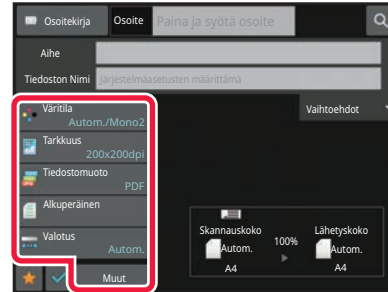 Osoitekirja
Osoite
Paina ja syötä osoite
Aihe
Tiedoston Nimi
Järjestelmäasetusten määrittämä
Väritila
Autom./Mono2
Vaihtoehdot
Tarkkuus
200x200dpi
Tiedostomuoto
PDF
Alkuperäinen
Valotus
Autom.
Skannauskoko
Autom.
A4
100%
Lähetyskoko
Autom.
A4
Muut